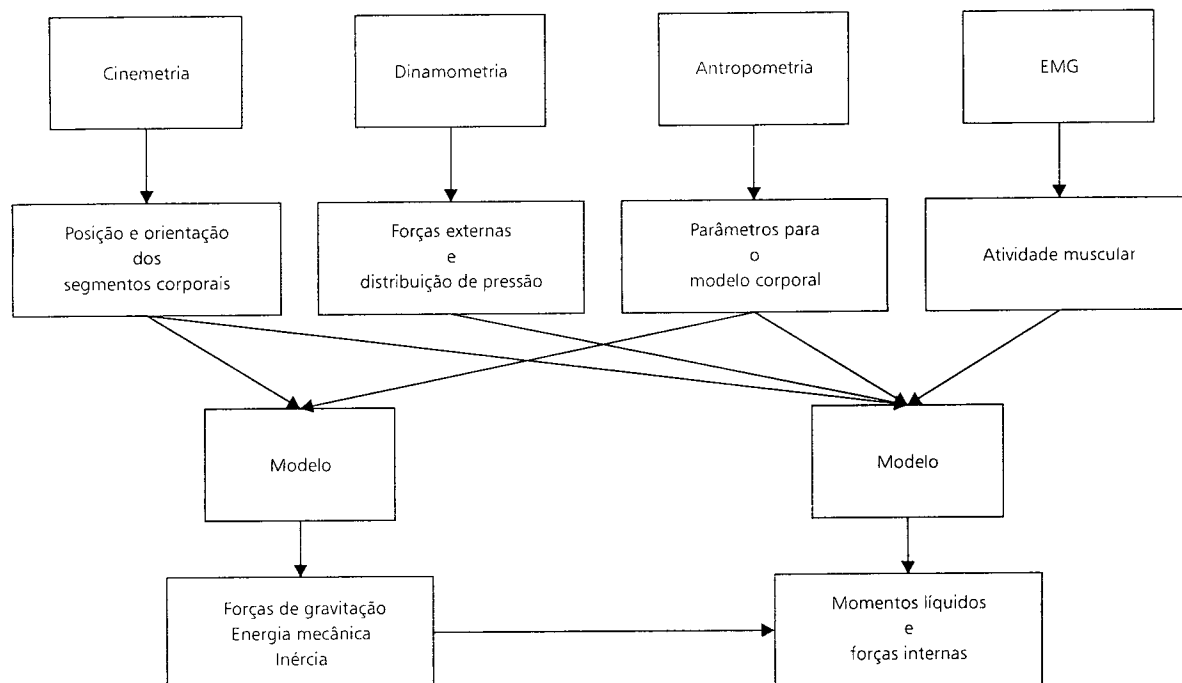 Cinemetria
Dinamometria
Antropometria
EMG
Posição e orientação
dos
segmentos corporais
Forças externas
e
distribuição de pressão
Parâmetros para
o
modelo corporal
Atividade muscular
Modelo
Modelo
Forças de gravitação
Energia mecânica
Inércia
Momentos líquidos
e
forças internas